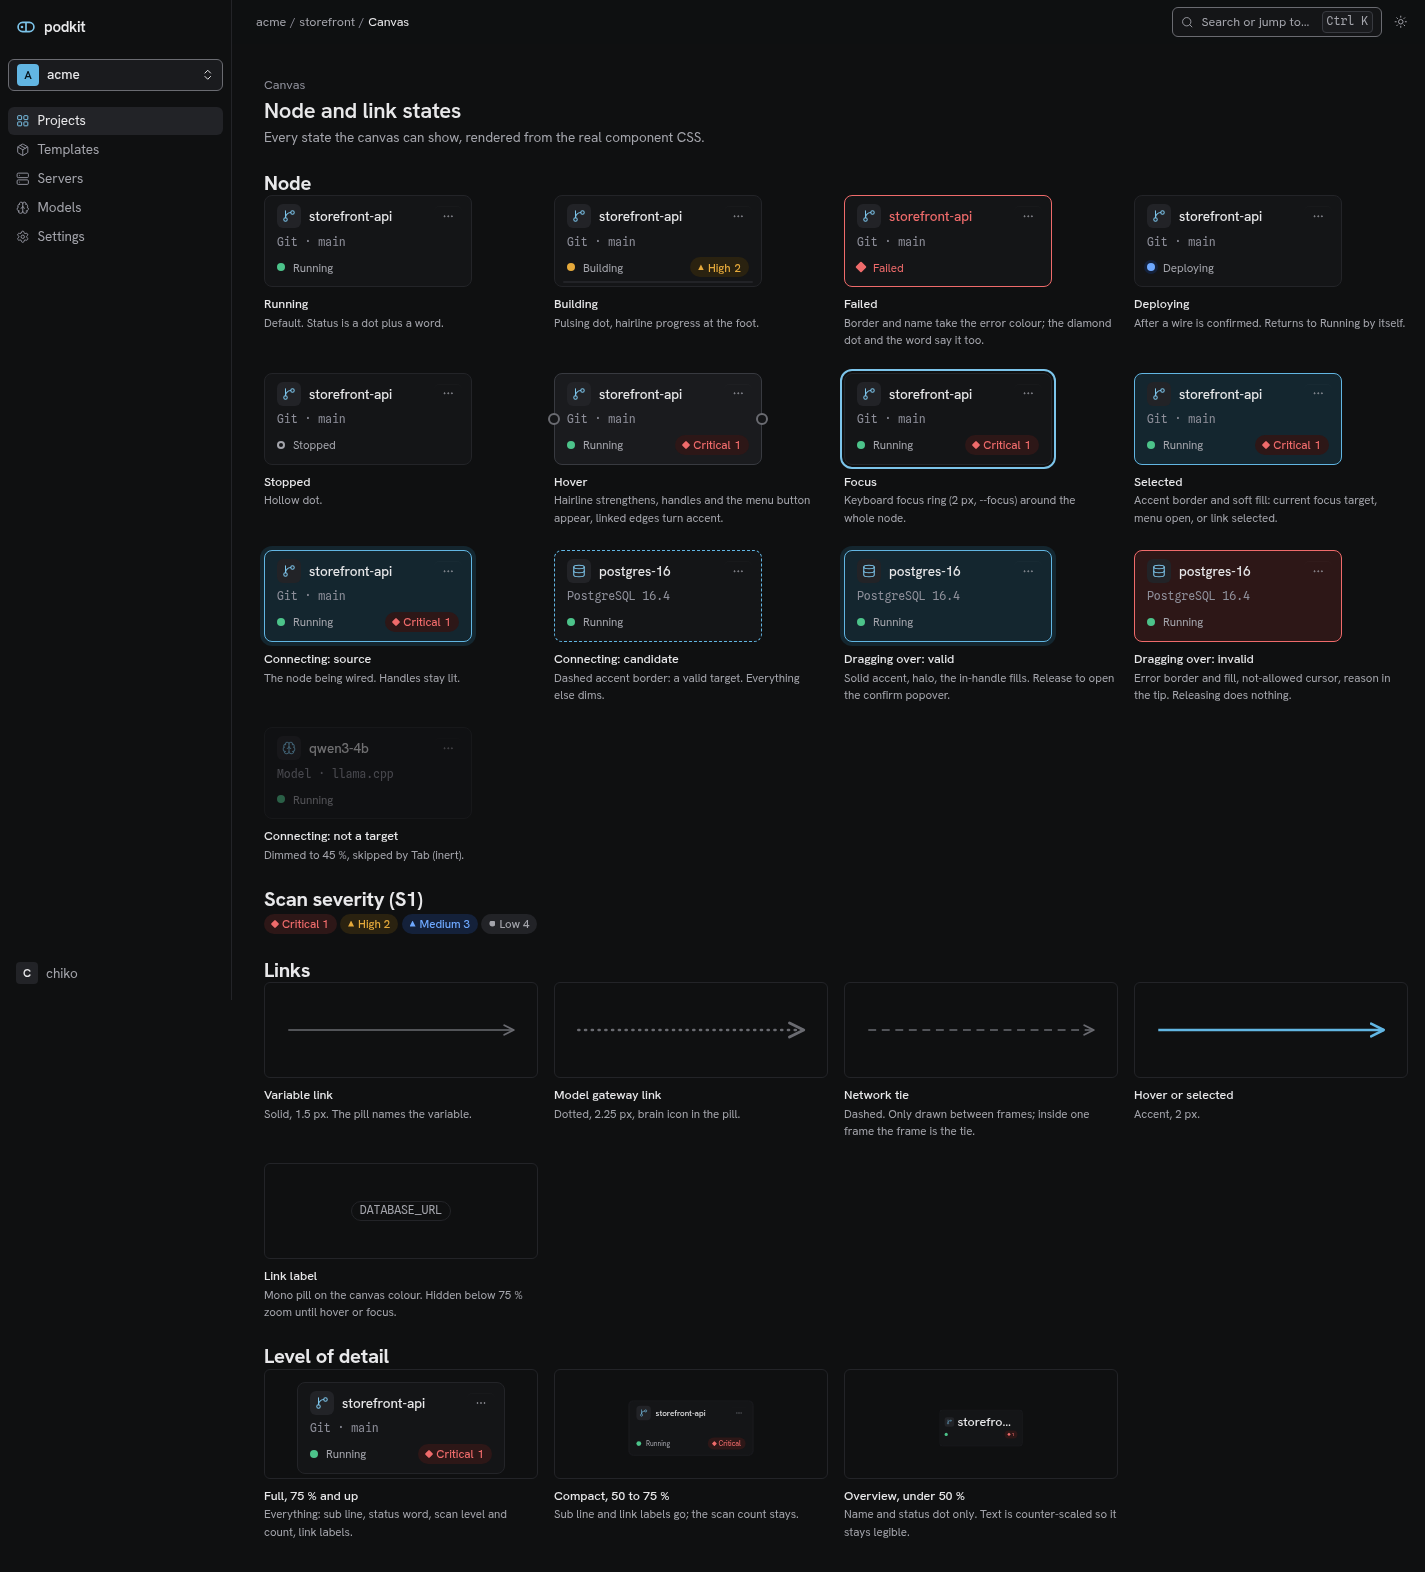 podkit
A acme
Projects
Templates
Servers
Models
Settings
C chiko
acme / storefront / Canvas
Search or jump to... Ctrl K
Canvas
Node and link states
Every state the canvas can show, rendered from the real component CSS.
Node
storefront-api
Git · main
Running
Running
Default. Status is a dot plus a word.
storefront-api
Git · main
Building High 2
Building
Pulsing dot, hairline progress at the foot.
storefront-api
Git · main
Failed
Failed
Border and name take the error colour; the diamond
dot and the word say it too.
storefront-api
Git · main
Deploying
Deploying
After a wire is confirmed. Returns to Running by itself.
storefront-api
Git · main
Stopped
Stopped
Hollow dot.
storefront-api
Git · main
Running Critical 1
Hover
Hairline strengthens, handles and the menu button
appear, linked edges turn accent.
storefront-api
Git · main
Running Critical 1
Focus
Keyboard focus ring (2 px, --focus) around the
whole node.
storefront-api
Git · main
Running Critical 1
Selected
Accent border and soft fill: current focus target,
menu open, or link selected.
storefront-api
Git · main
Running Critical 1
Connecting: source
The node being wired. Handles stay lit.
postgres-16
PostgreSQL 16.4
Running
Connecting: candidate
Dashed accent border: a valid target. Everything
else dims.
postgres-16
PostgreSQL 16.4
Running
Dragging over: valid
Solid accent, halo, the in-handle fills. Release to open
the confirm popover.
postgres-16
PostgreSQL 16.4
Running
Dragging over: invalid
Error border and fill, not-allowed cursor, reason in
the tip. Releasing does nothing.
qwen3-4b
Model · llama.cpp
Running
Connecting: not a target
Dimmed to 45 %, skipped by Tab (inert).
Scan severity (S1)
Critical 1 High 2 Medium 3 Low 4
Links
Variable link
Solid, 1.5 px. The pill names the variable.
Model gateway link
Dotted, 2.25 px, brain icon in the pill.
Network tie
Dashed. Only drawn between frames; inside one
frame the frame is the tie.
Hover or selected
Accent, 2 px.
DATABASE_URL
Link label
Mono pill on the canvas colour. Hidden below 75 %
zoom until hover or focus.
Level of detail
storefront-api
Git · main
Running Critical 1
Full, 75 % and up
Everything: sub line, status word, scan level and
count, link labels.
storefront-api
Running Critical
Compact, 50 to 75 %
Sub line and link labels go; the scan count stays.
storefro...
Overview, under 50 %
Name and status dot only. Text is counter-scaled so it
stays legible.